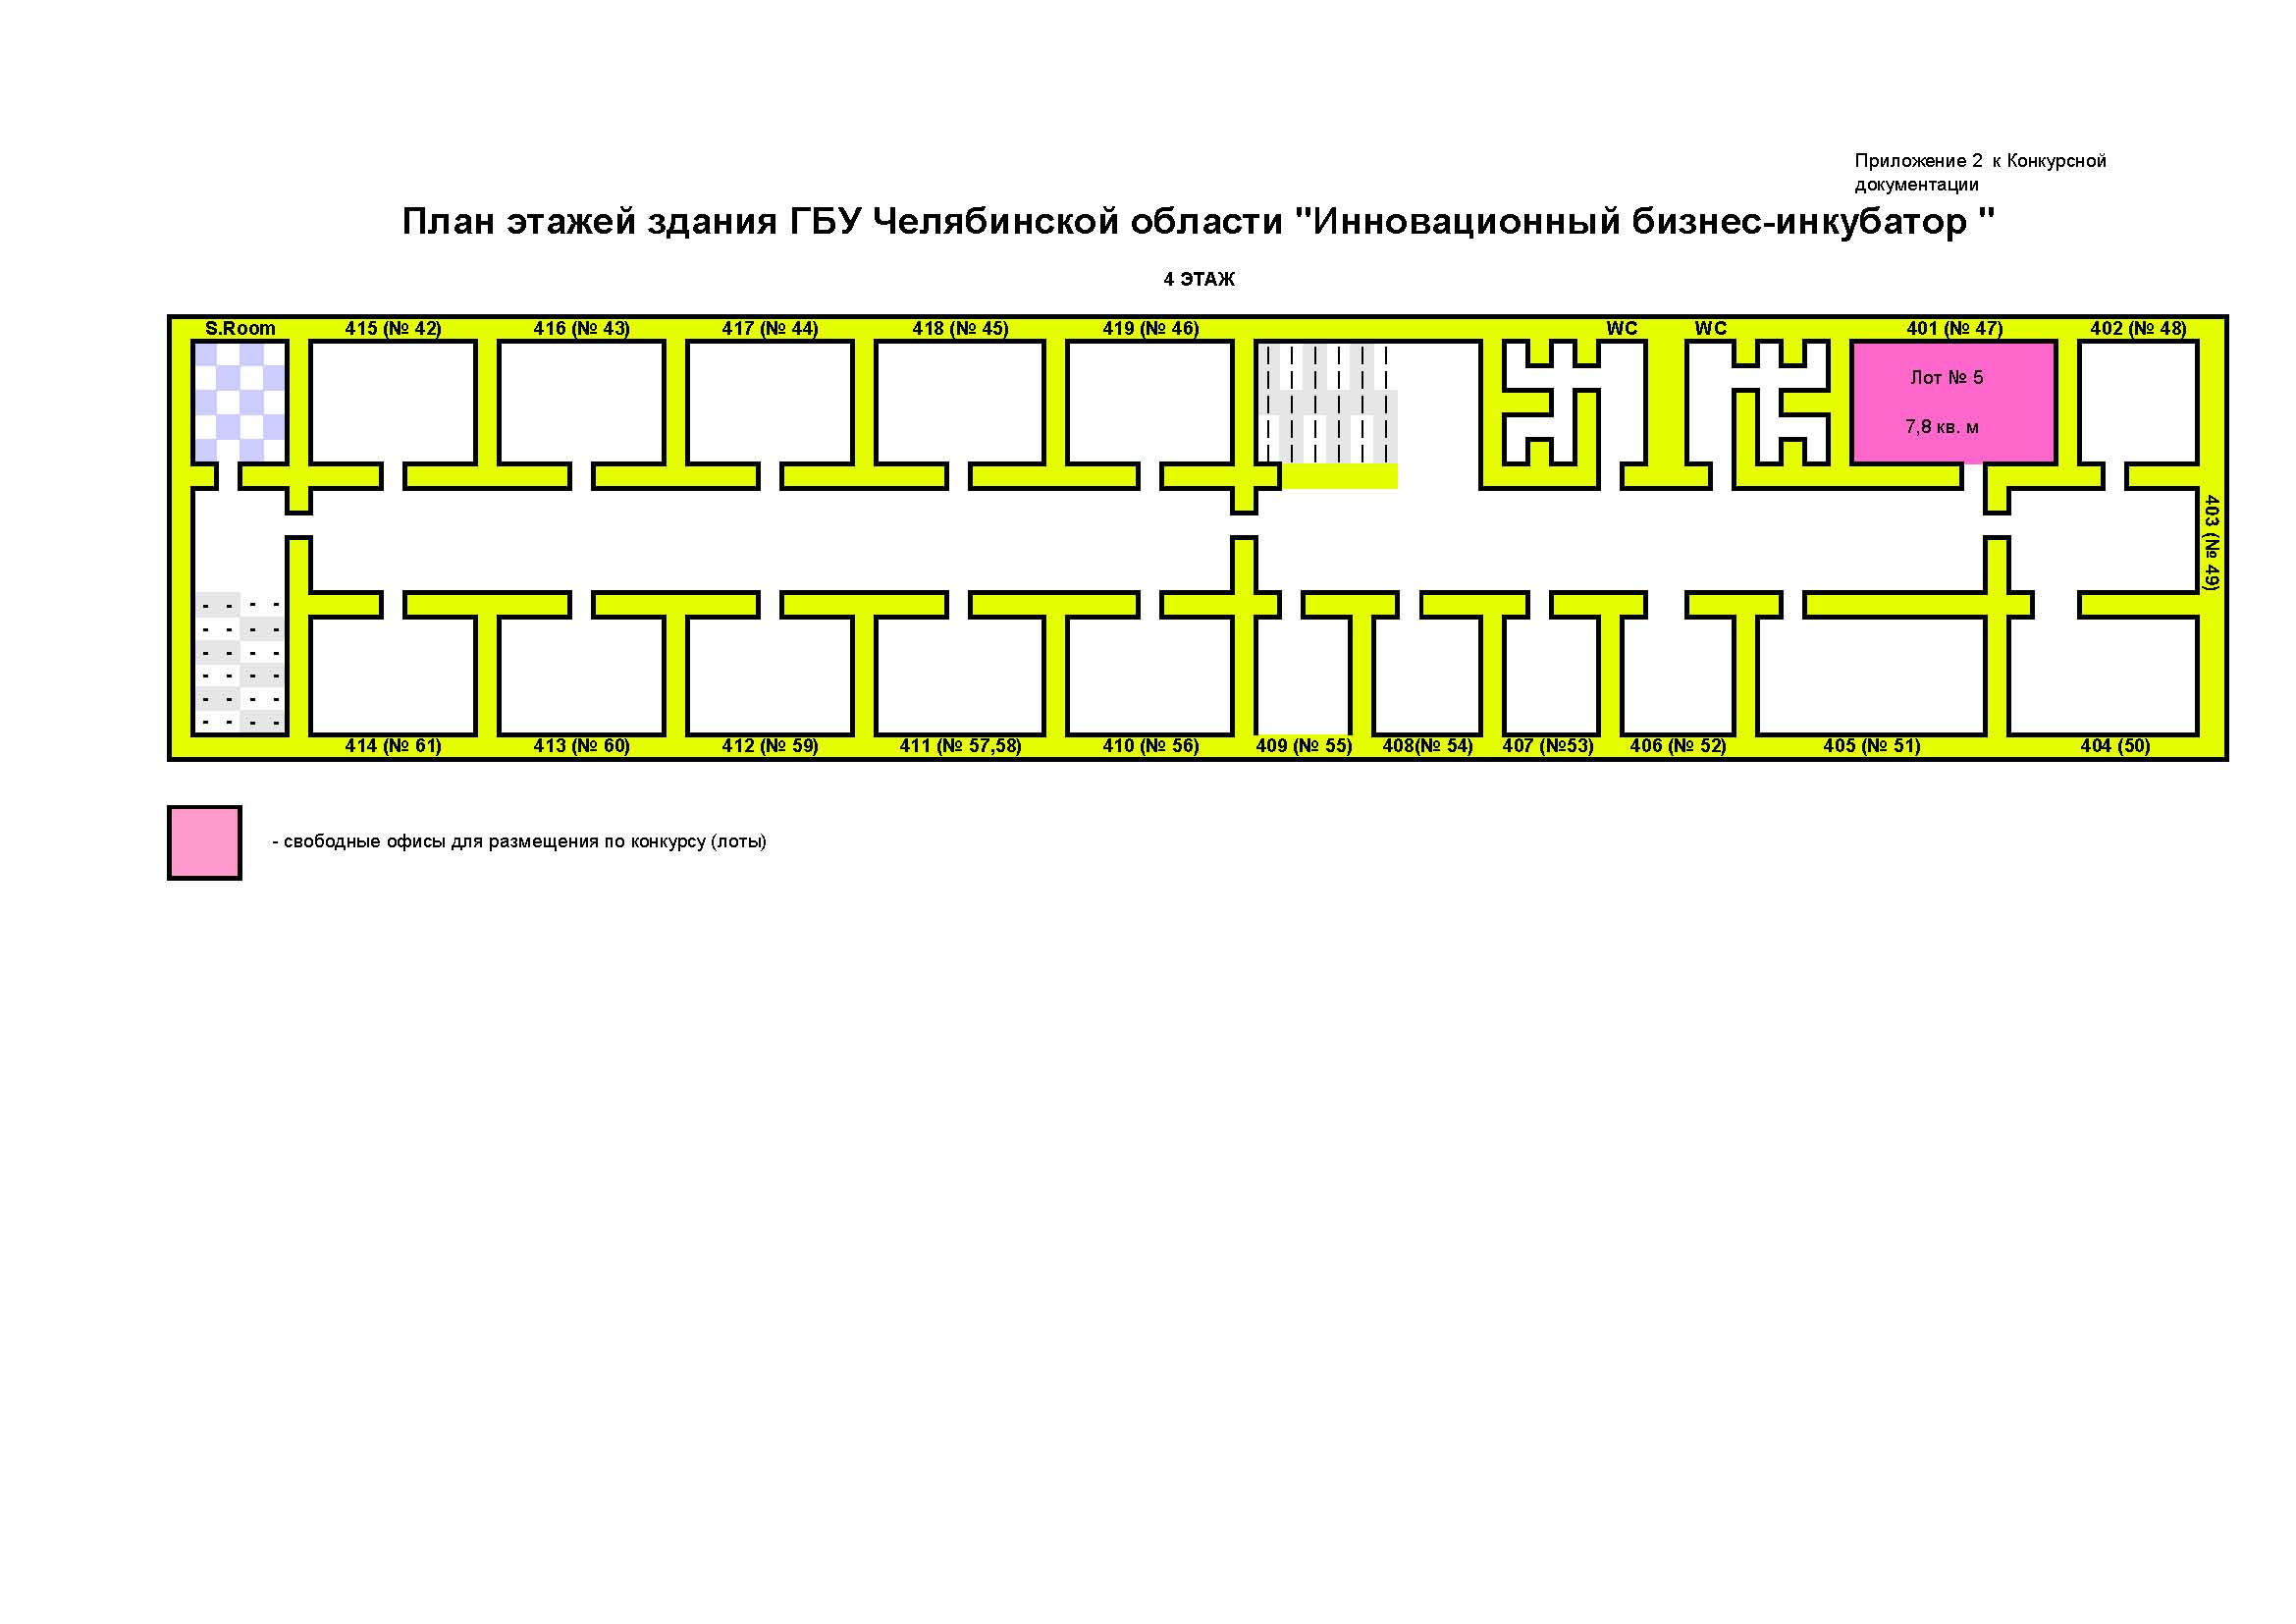 Приложение 2 к Конкурсной
документации
План этажей здания ГБУ Челябинской области "Инновационный бизнес-инкубатор "
4 ЭТАЖ
S.Room 415 (№ 42) 416 (№ 43) 417 (№ 44) 418 (№ 45) 419 (№ 46) WC WC 401 (№ 47) 402 (№ 48)
Лот № 5
7,8 кв. м
403 (№ 49)
414 (№ 61) 413 (№ 60) 412 (№ 59) 411 (№ 57,58) 410 (№ 56) 409 (№ 55) 408(№ 54) 407 (№53) 406 (№ 52) 405 (№ 51) 404 (50)
- свободные офисы для размещения по конкурсу (лоты)